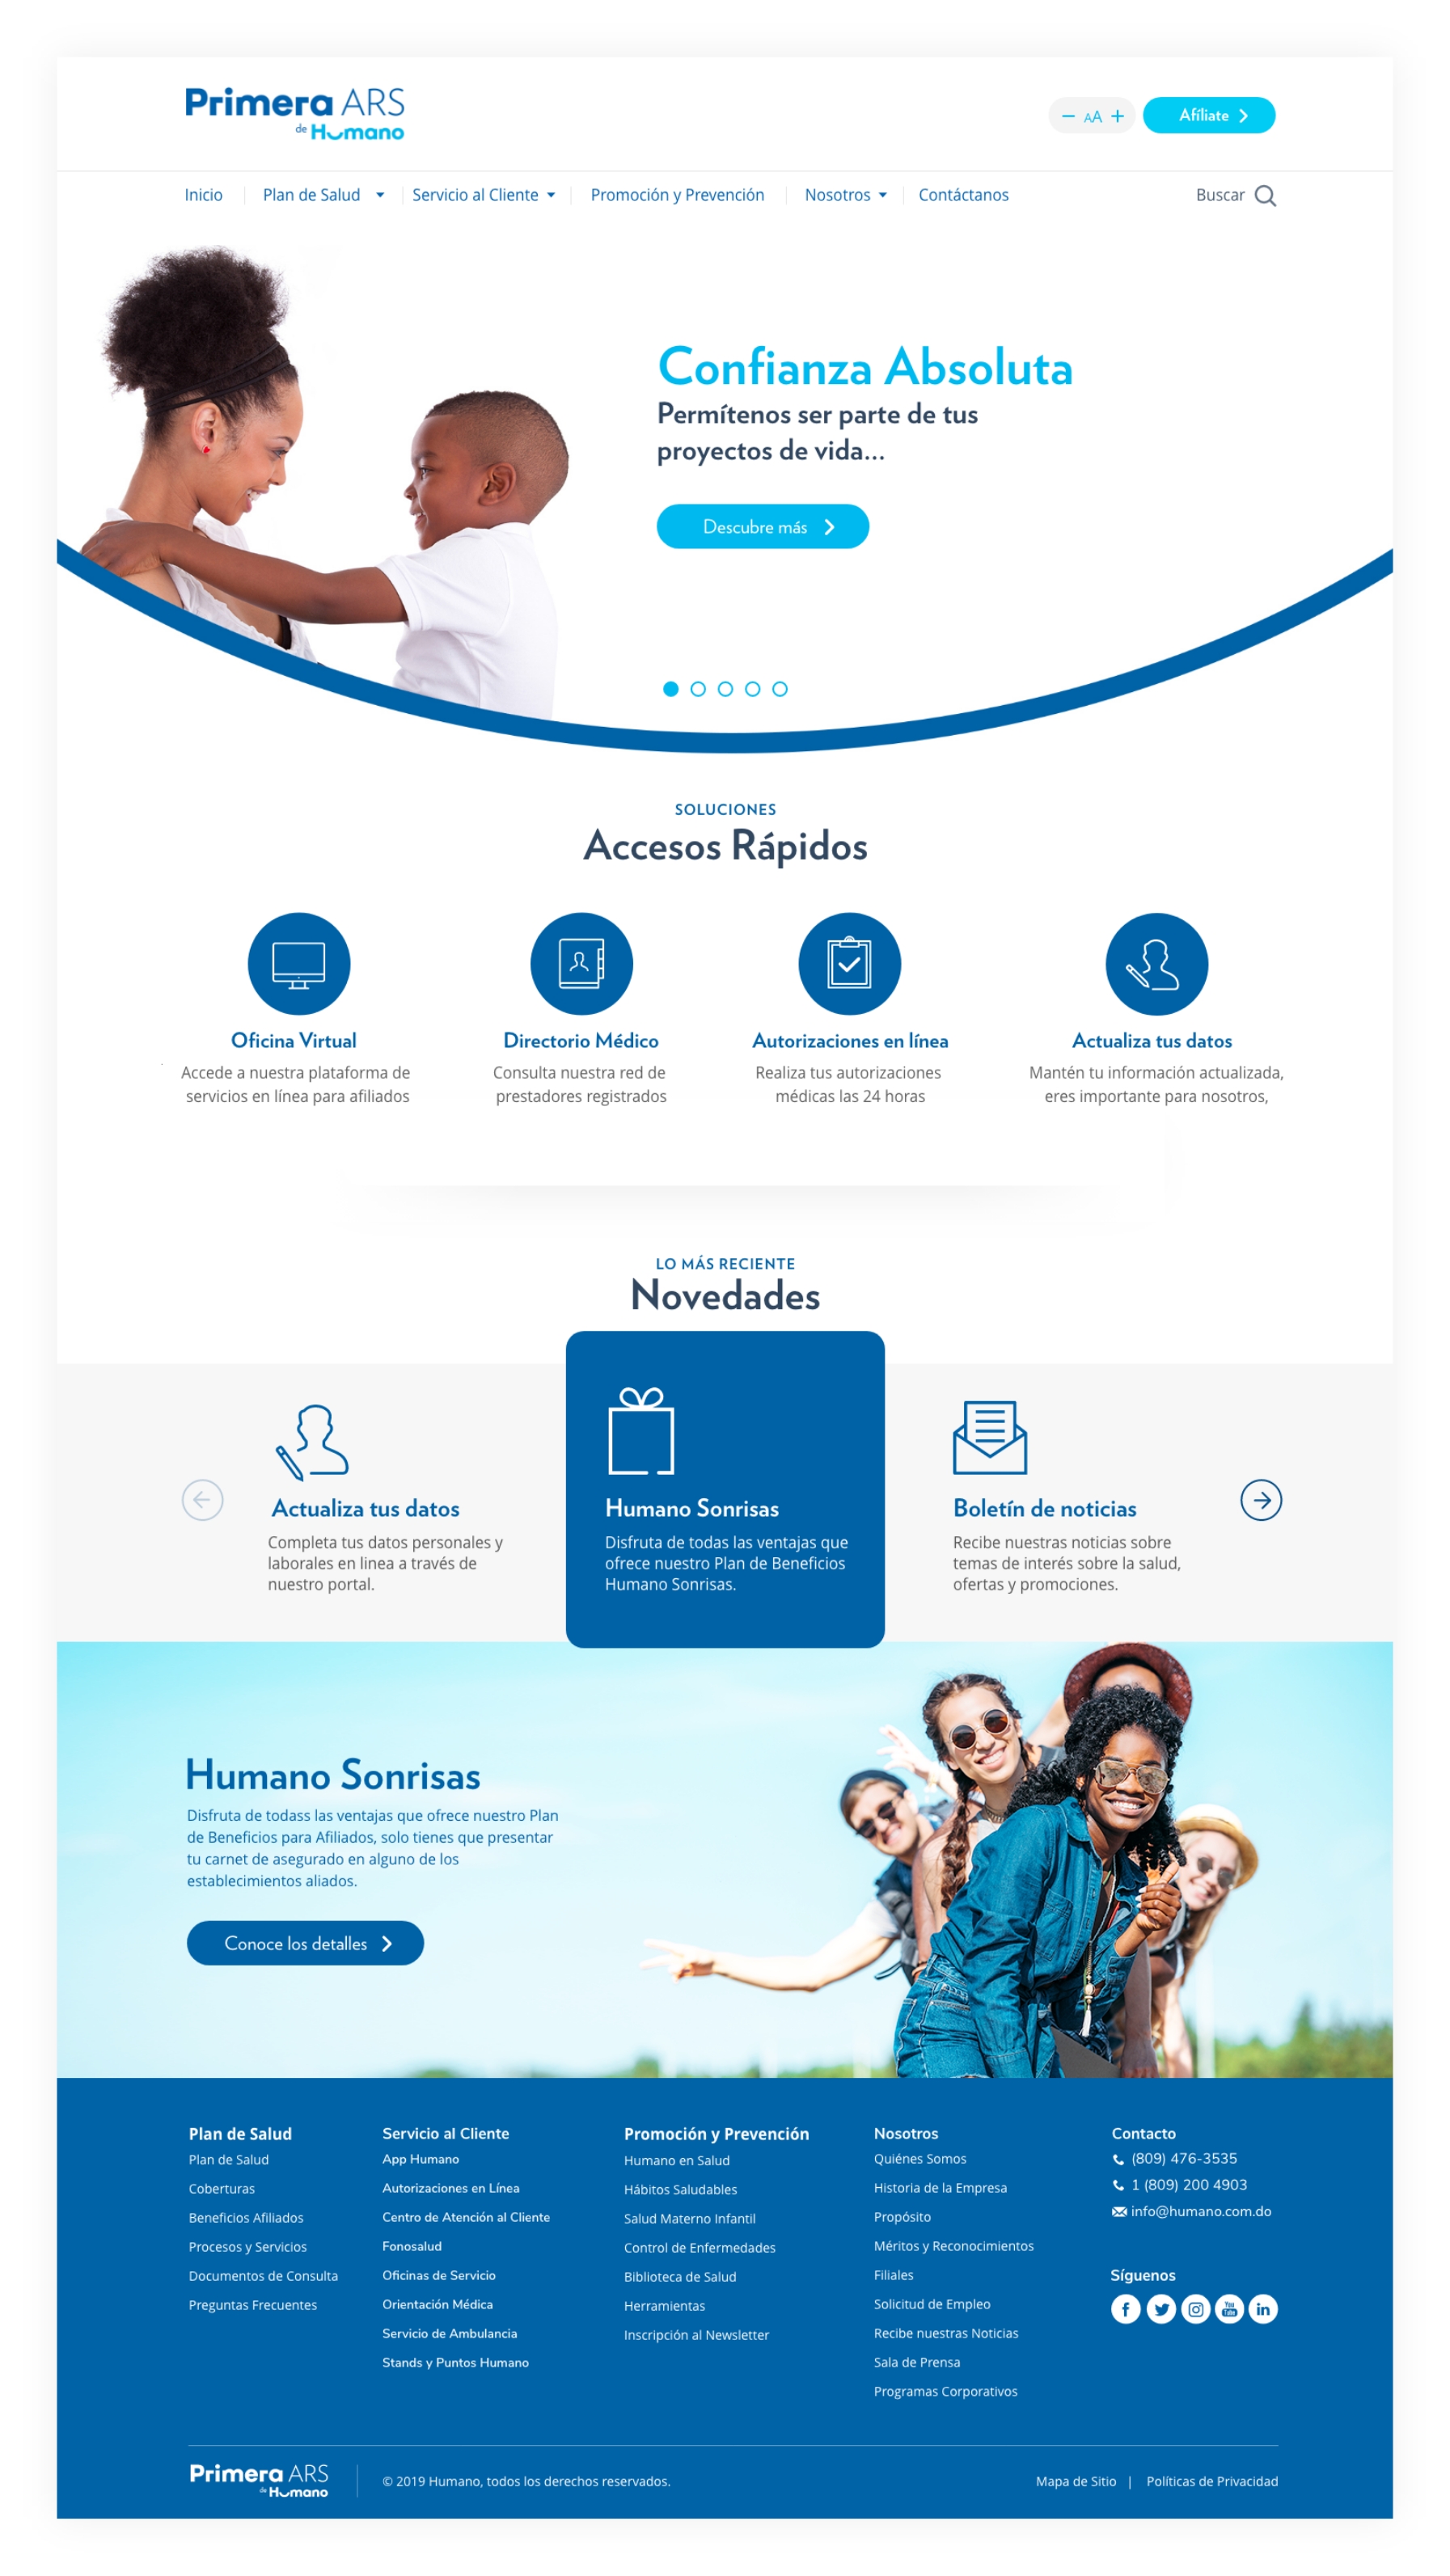 Primera ARS
de Humano
AA
Afíliate
Inicio
Plan de Salud
Servicio al Cliente
Promoción y Prevención
Nosotros
Contáctanos
Buscar
Confianza Absoluta
Permítenos ser parte de tus
proyectos de vida...
Descubre más
SOLUCIONES
Accesos Rápidos
Oficina Virtual
Accede a nuestra plataforma de
servicios en línea para afiliados
Directorio Médico
Consulta nuestra red de
prestadores registrados
Autorizaciones en línea
Realiza tus autorizaciones
médicas las 24 horas
Actualiza tus datos
Mantén tu información actualizada,
eres importante para nosotros,
LO MÁS RECIENTE
Novedades
Actualiza tus datos
Completa tus datos personales y
laborales en linea a través de
nuestro portal.
Humano Sonrisas
Disfruta de todas las ventajas que
ofrece nuestro Plan de Beneficios
Humano Sonrisas.
Boletín de noticias
Recibe nuestras noticias sobre
temas de interés sobre la salud,
ofertas y promociones.
Humano Sonrisas
Disfruta de todass las ventajas que ofrece nuestro Plan
de Beneficios para Afiliados, solo tienes que presentar
tu carnet de asegurado en alguno de los
establecimientos aliados.
Conoce los detalles
Plan de Salud
Plan de Salud
Coberturas
Beneficios Afiliados
Procesos y Servicios
Documentos de Consulta
Preguntas Frecuentes
Servicio al Cliente
App Humano
Autorizaciones en Línea
Centro de Atención al Cliente
Fonosalud
Oficinas de Servicio
Orientación Médica
Servicio de Ambulancia
Stands y Puntos Humano
Promoción y Prevención
Humano en Salud
Hábitos Saludables
Salud Materno Infantil
Control de Enfermedades
Biblioteca de Salud
Herramientas
Inscripción al Newsletter
Nosotros
Quiénes Somos
Historia de la Empresa
Propósito
Méritos y Reconocimientos
Filiales
Solicitud de Empleo
Recibe nuestras Noticias
Sala de Prensa
Programas Corporativos
Contacto
(809) 476-3535
1 (809) 200 4903
info@humano.com.do
Síguenos
You Tube
Primera ARS
de Humano
© 2019 Humano, todos los derechos reservados.
Mapa de Sitio | Políticas de Privacidad